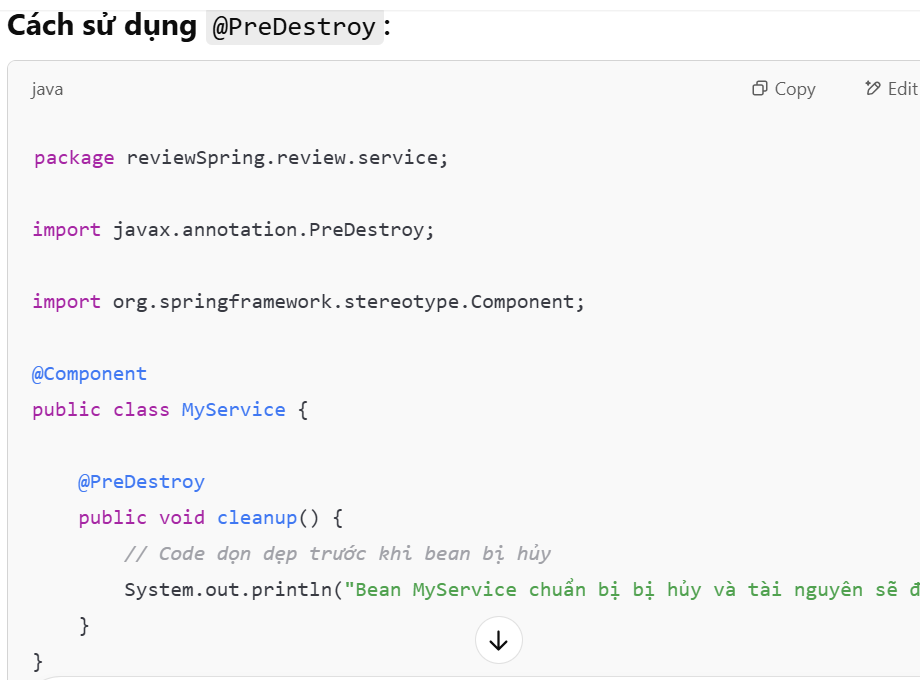 Cách sử dụng @PreDestroy:
java Copy Edit
package reviewSpring.review.service;
import javax.annotation.PreDestroy;
import org.springframework.stereotype.Component;
@Component
public class MyService {
@PreDestroy
public void cleanup() {
// Code dọn dẹp trước khi bean bị hủy
System.out.println("Bean MyService chuẩn bị bị hủy và tài nguyên sẽ đ
}
}